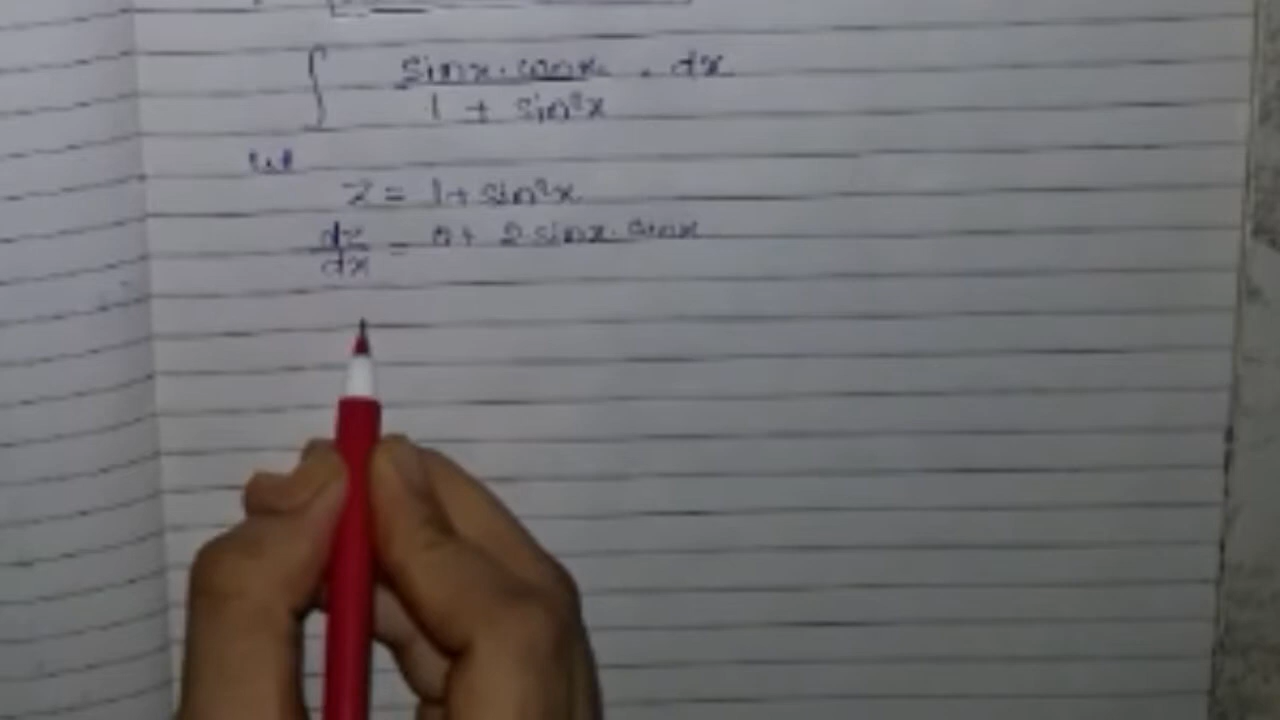 ∫ sinx·cosx / 1 + sin²x · dx
Let
Z = 1 + sin²x
dz/dx = 0 + 2·sinx·cosx